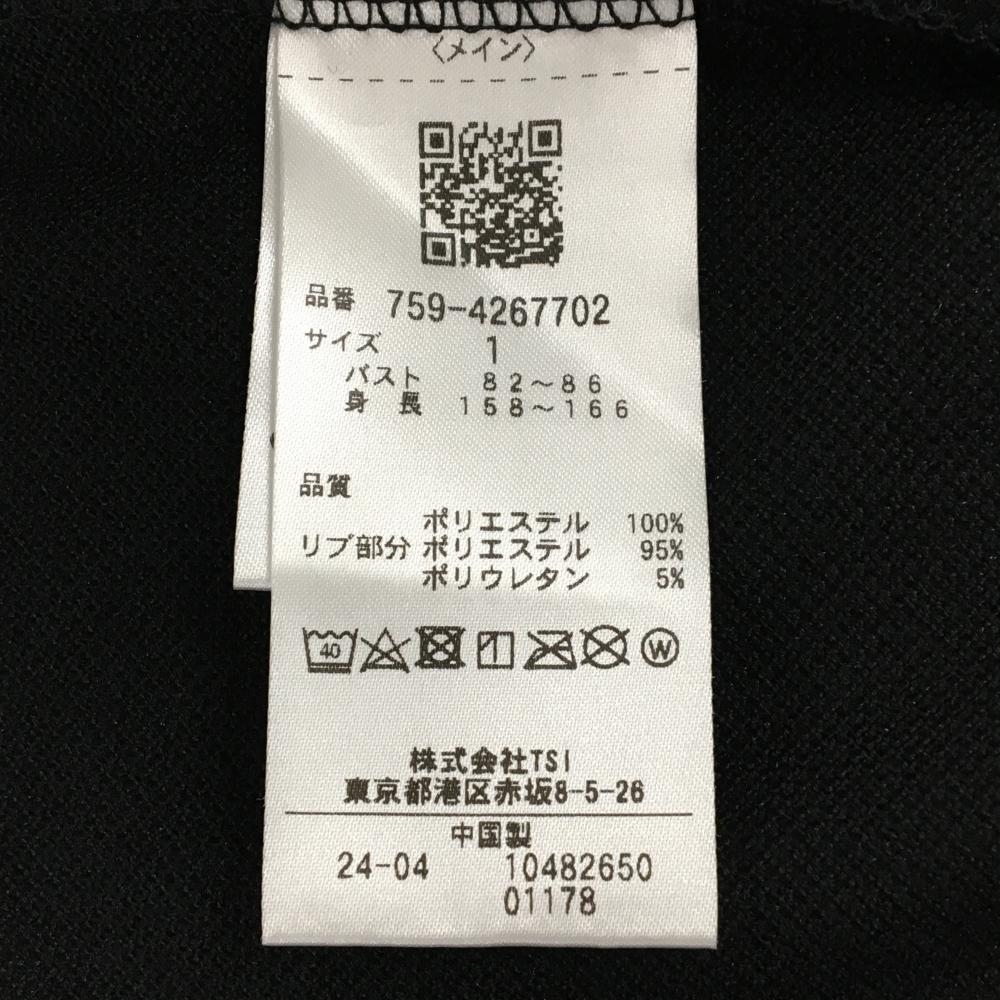 〈メイン〉
品番 759-4267702
サイズ 1
バスト 82～86
身長 158～166
品質
ポリエステル 100%
リブ部分 ポリエステル 95%
ポリウレタン 5%
40 W
株式会社TSI
東京都港区赤坂8-5-26
中国製
24-04 10482650
01178